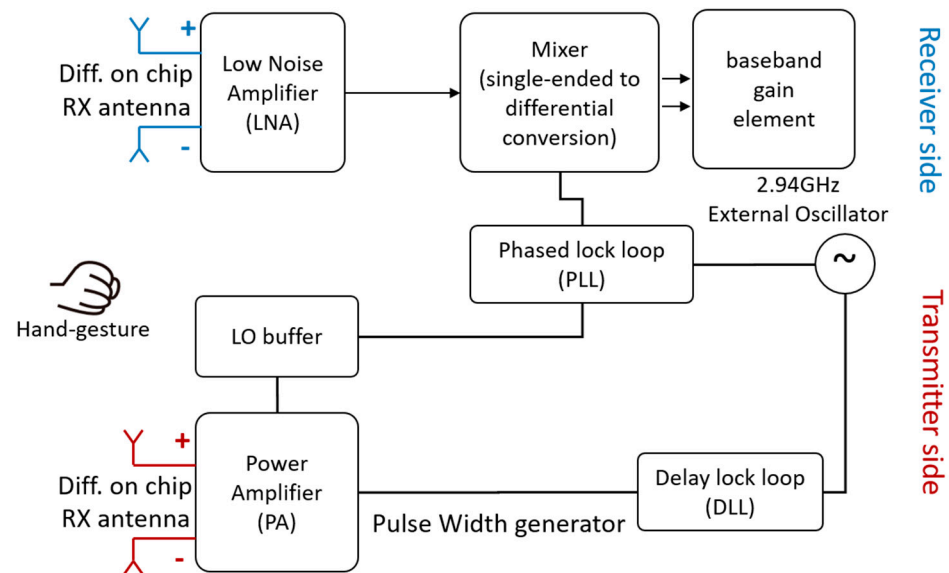 +
Diff. on chip
RX antenna
-
Low Noise
Amplifier
(LNA)
Mixer
(single-ended to
differential
conversion)
baseband
gain
element
Receiver side
2.94GHz
External Oscillator
~
Phased lock loop
(PLL)
Hand-gesture
LO buffer
Transmitter side
+
Diff. on chip
RX antenna
-
Power
Amplifier
(PA)
Pulse Width generator
Delay lock loop
(DLL)